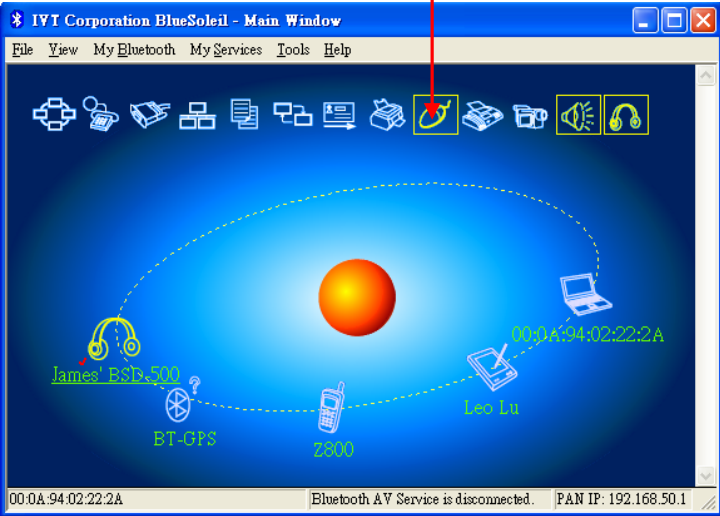 IVT Corporation BlueSoleil - Main Window
File View My Bluetooth My Services Tools Help
00:0A:94:02:22:2A
James' BSD-500
?
Leo Lu
BT-GPS
Z800
00:0A:94:02:22:2A Bluetooth AV Service is disconnected. PAN IP: 192.168.50.1